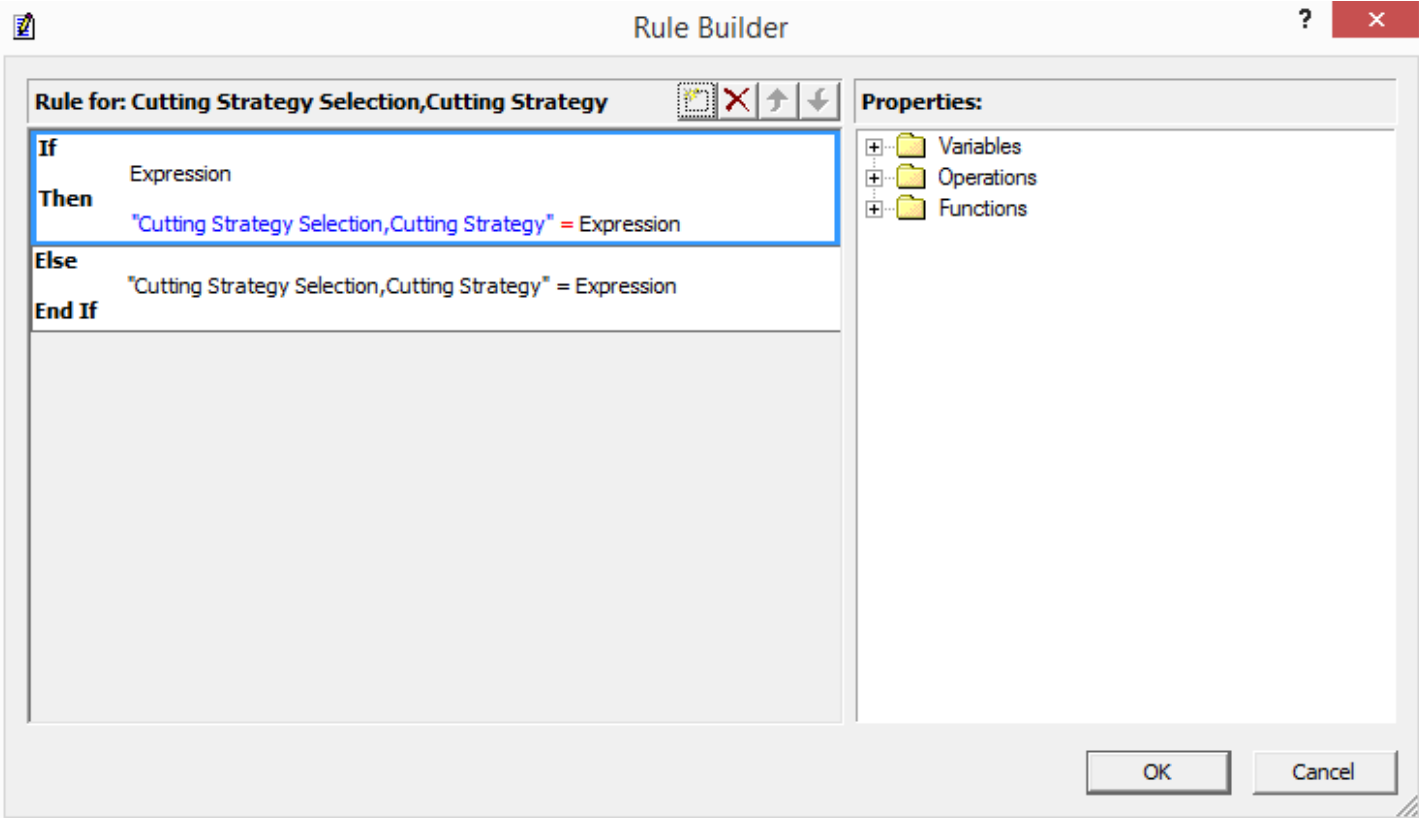 Rule Builder
?
Rule for: Cutting Strategy Selection,Cutting Strategy
Properties:
If
Expression
Then
"Cutting Strategy Selection,Cutting Strategy" = Expression
Else
"Cutting Strategy Selection,Cutting Strategy" = Expression
End If
Variables
Operations
Functions
OK
Cancel